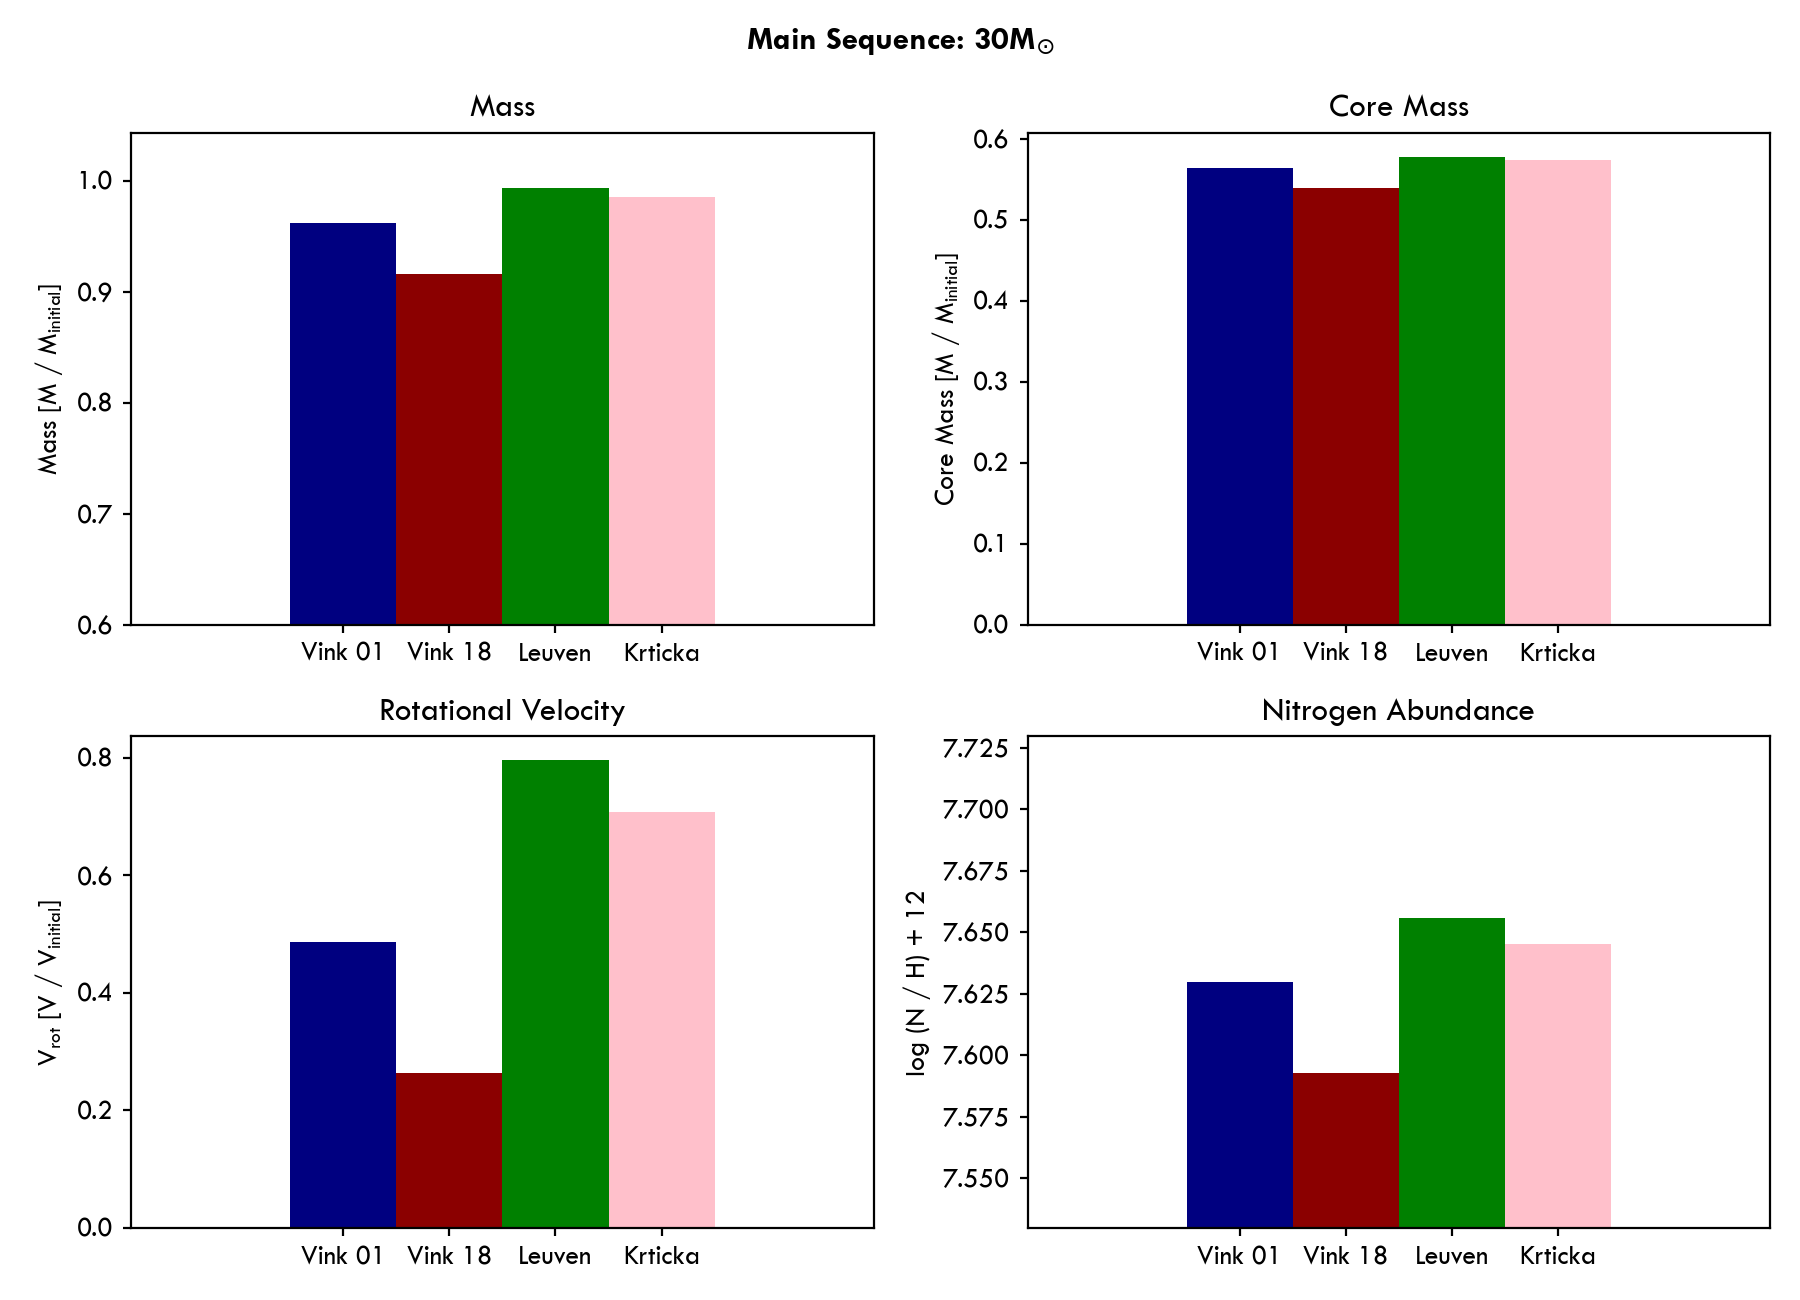 Main Sequence: 30M☉
Mass
Mass [M / Minitial]
1.0
0.9
0.8
0.7
0.6
Vink 01 Vink 18 Leuven Krticka
Core Mass
Core Mass [M / Minitial]
0.6
0.5
0.4
0.3
0.2
0.1
0.0
Vink 01 Vink 18 Leuven Krticka
Rotational Velocity
Vrot [V / Vinitial]
0.8
0.6
0.4
0.2
0.0
Vink 01 Vink 18 Leuven Krticka
Nitrogen Abundance
log (N / H) + 12
7.725
7.700
7.675
7.650
7.625
7.600
7.575
7.550
Vink 01 Vink 18 Leuven Krticka